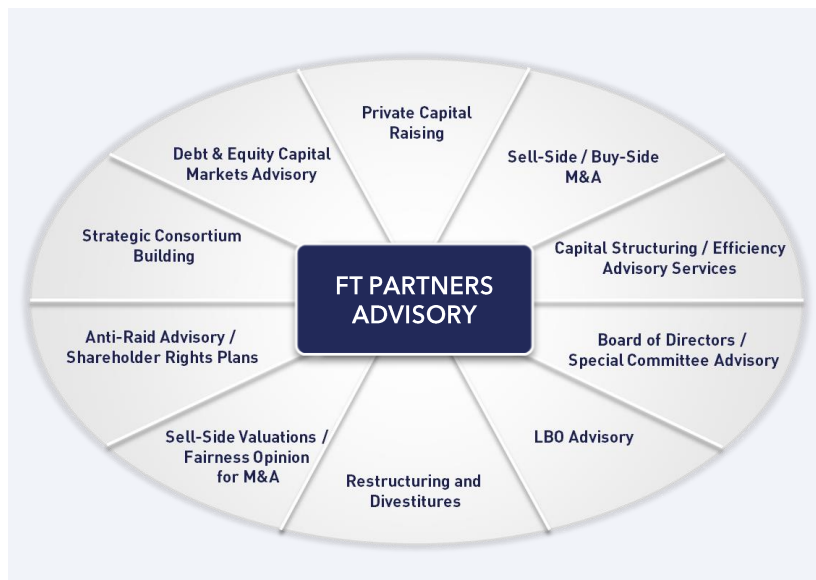 Private Capital
Raising
Sell-Side / Buy-Side
M&A
Capital Structuring / Efficiency
Advisory Services
Board of Directors /
Special Committee Advisory
LBO Advisory
Restructuring and
Divestitures
Sell-Side Valuations /
Fairness Opinion
for M&A
Anti-Raid Advisory /
Shareholder Rights Plans
Strategic Consortium
Building
Debt & Equity Capital
Markets Advisory
FT PARTNERS
ADVISORY